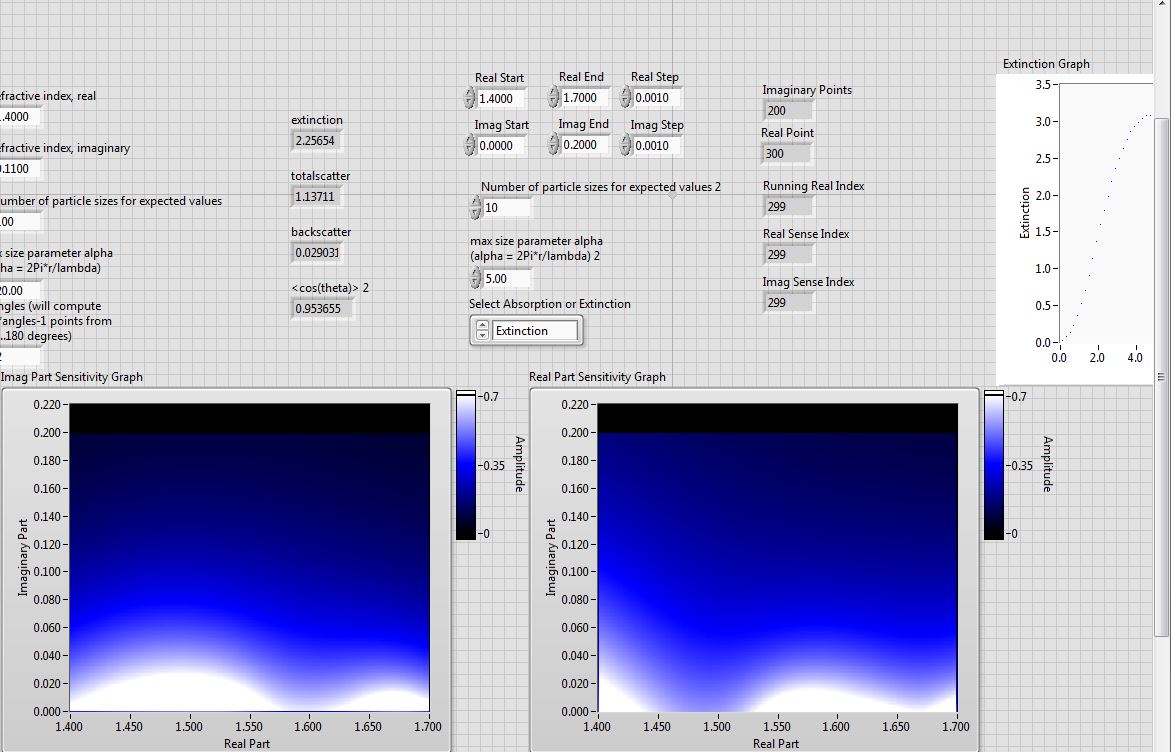 efractive index, real
.4000
efractive index, imaginary
0.1100
umber of particle sizes for expected values
00
x size parameter alpha
ha = 2Pi*r/lambda)
20.00
ngles (will compute
*angles-1 points from
..180 degrees)
2
extinction
2.25654
totalscatter
1.13711
backscatter
0.029031
<cos(theta)> 2
0.953655
Real Start
1.4000
Real End
1.7000
Real Step
0.0010
Imag Start
0.0000
Imag End
0.2000
Imag Step
0.0010
Number of particle sizes for expected values 2
10
max size parameter alpha
(alpha = 2Pi*r/lambda) 2
5.00
Select Absorption or Extinction
Extinction
Imaginary Points
200
Real Point
300
Running Real Index
299
Real Sense Index
299
Imag Sense Index
299
Extinction Graph
3.5
3.0
2.5
2.0
1.5
1.0
0.5
0.0
Extinction
0.0 2.0 4.0
Imag Part Sensitivity Graph
0.220
0.200
0.180
0.160
0.140
0.120
0.100
0.080
0.060
0.040
0.020
0.000
Imaginary Part
1.400 1.450 1.500 1.550 1.600 1.650 1.700
Real Part
0.7
0.35
0
Amplitude
Real Part Sensitivity Graph
0.220
0.200
0.180
0.160
0.140
0.120
0.100
0.080
0.060
0.040
0.020
0.000
Imaginary Part
1.400 1.450 1.500 1.550 1.600 1.650 1.700
Real Part
0.7
0.35
0
Amplitude